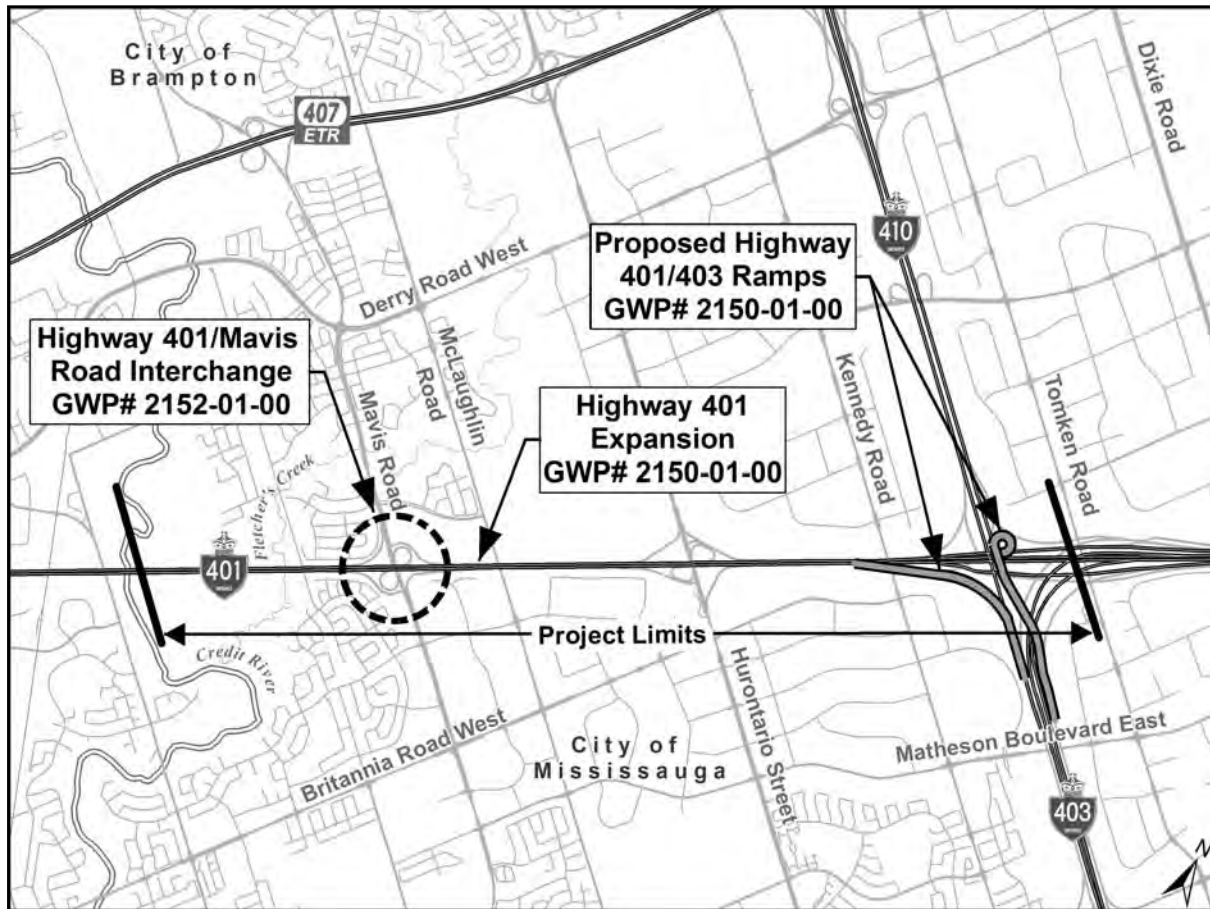 City of
Brampton
407
ETR
Dixie Road
410
Proposed Highway
401/403 Ramps
GWP# 2150-01-00
Derry Road West
Highway 401/Mavis
Road Interchange
GWP# 2152-01-00
McLaughlin
Road
Mavis Road
Highway 401
Expansion
GWP# 2150-01-00
Kennedy Road
Tomken Road
Fletcher's Creek
401
Project Limits
Credit River
Hurontario Street
Britannia Road West
City of
Mississauga
Matheson Boulevard East
403
N